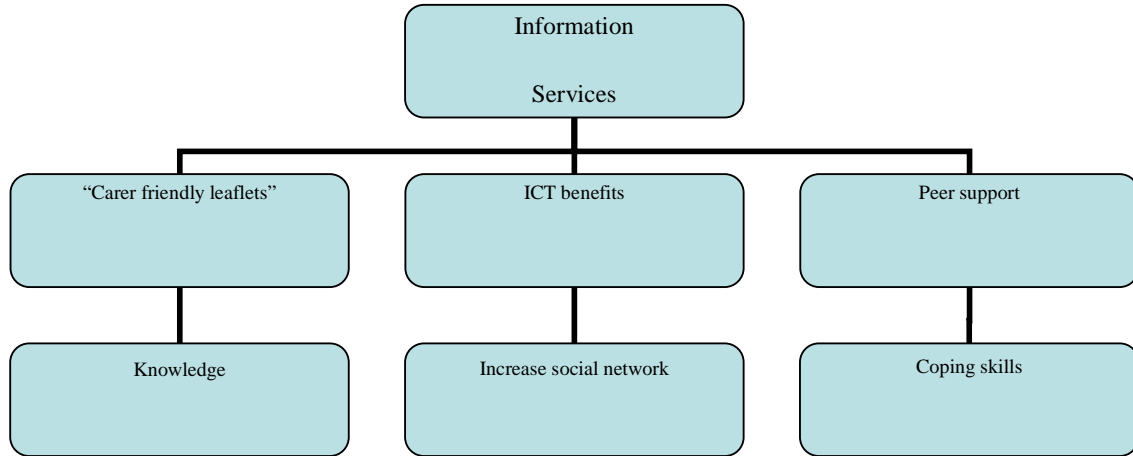 Information
Services
“Carer friendly leaflets”
ICT benefits
Peer support
Knowledge
Increase social network
Coping skills